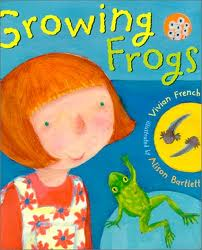 Growing
Frogs
Vivian French
illustrated by
Alison Bartlett